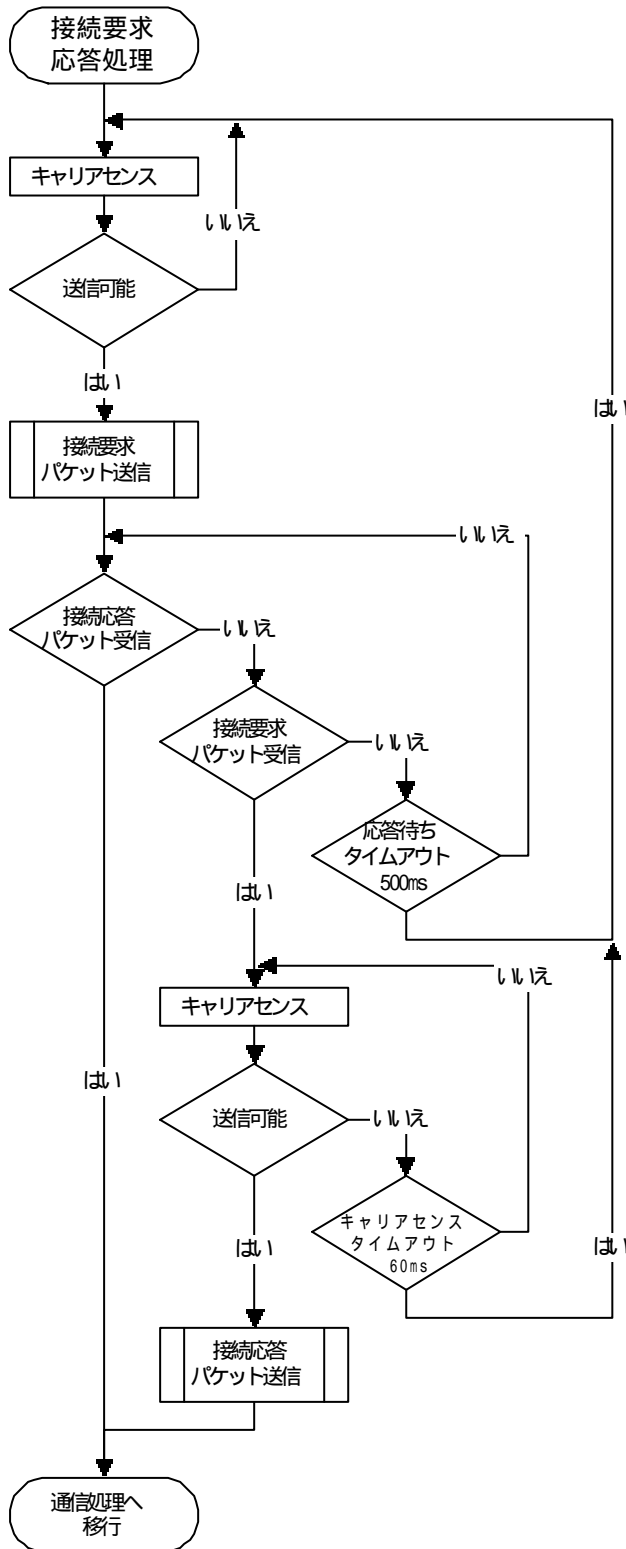 接続要求
応答処理
キャリアセンス
いいえ
送信可能
はい
はい
接続要求
パケット送信
いいえ
接続応答
パケット受信
いいえ
接続要求
パケット受信
いいえ
応答待ち
タイムアウト
500ms
はい
いいえ
キャリアセンス
はい
送信可能
いいえ
キャリアセンス
タイムアウト
60ms
はい
はい
接続応答
パケット送信
通信処理へ
移行